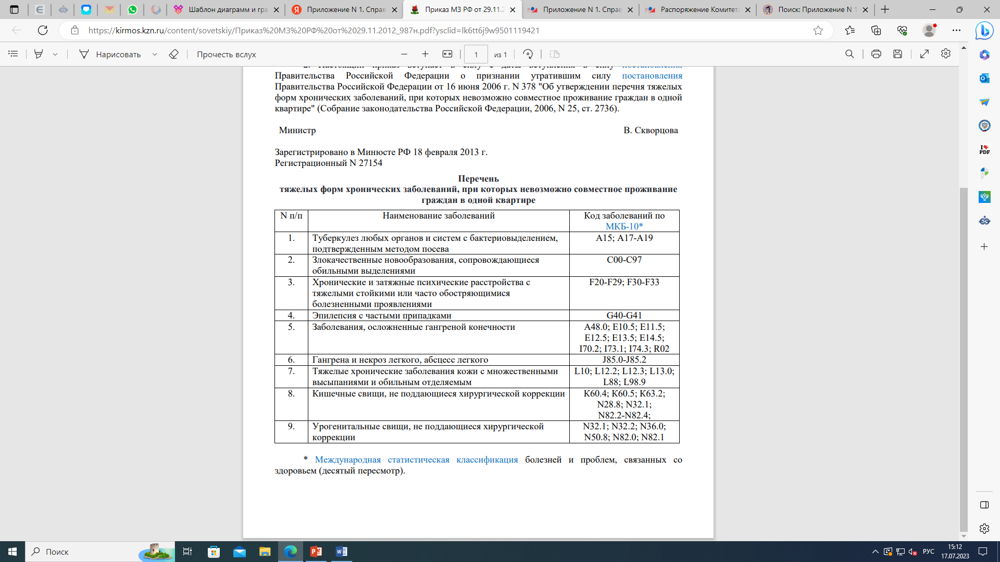 Шаблон диаграмм и гра
Приложение N 1. Справ
Приказ МЗ РФ от 29.11.2
Приложение N 1. Справ
Распоряжение Комитета
Поиск: Приложение N 1
https://kirmos.kzn.ru/content/sovetskiy/Приказ%20МЗ%20РФ%20от%2029.11.2012_987н.pdf?ysclid=lk6tt6j9w9501119421
Нарисовать
Прочесть вслух
1
из 1
2. Настоящий приказ вступает в силу с даты вступления в силу постановления
Правительства Российской Федерации о признании утратившим силу постановления
Правительства Российской Федерации от 16 июня 2006 г. N 378 "Об утверждении перечня тяжелых
форм хронических заболеваний, при которых невозможно совместное проживание граждан в одной
квартире" (Собрание законодательства Российской Федерации, 2006, N 25, ст. 2736).
Министр В. Скворцова
Зарегистрировано в Минюсте РФ 18 февраля 2013 г.
Регистрационный N 27154
Перечень
тяжелых форм хронических заболеваний, при которых невозможно совместное проживание
граждан в одной квартире
N п/п Наименование заболеваний Код заболеваний по
МКБ-10*
1. Туберкулез любых органов и систем с бактериовыделением, A15; A17-A19
подтвержденным методом посева
2. Злокачественные новообразования, сопровождающиеся C00-C97
обильными выделениями
3. Хронические и затяжные психические расстройства с F20-F29; F30-F33
тяжелыми стойкими или часто обостряющимися
болезненными проявлениями
4. Эпилепсия с частыми припадками G40-G41
5. Заболевания, осложненные гангреной конечности A48.0; E10.5; E11.5;
E12.5; E13.5; E14.5;
I70.2; I73.1; I74.3; R02
6. Гангрена и некроз легкого, абсцесс легкого J85.0-J85.2
7. Тяжелые хронические заболевания кожи с множественными L10; L12.2; L12.3; L13.0;
высыпаниями и обильным отделяемым L88; L98.9
8. Кишечные свищи, не поддающиеся хирургической коррекции K60.4; K60.5; K63.2;
N28.8; N32.1;
N82.2-N82.4;
9. Урогенитальные свищи, не поддающиеся хирургической N32.1; N32.2; N36.0;
коррекции N50.8; N82.0; N82.1
* Международная статистическая классификация болезней и проблем, связанных со
здоровьем (десятый пересмотр).
I
PDF
Поиск
РУС
15:12
17.07.2023